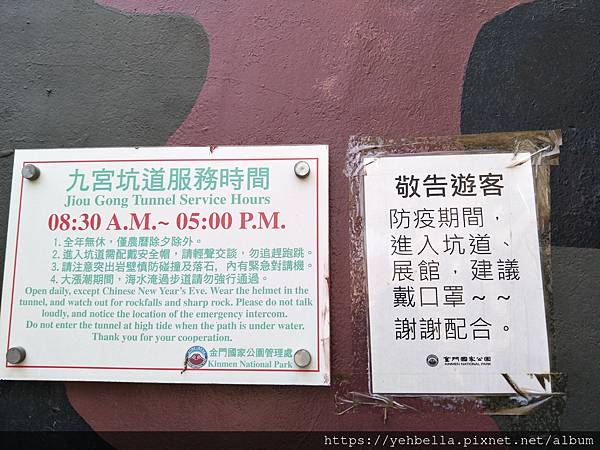 九宮坑道服務時間
Jiou Gong Tunnel Service Hours
08:30 A.M.~ 05:00 P.M.
1. 全年無休，僅農曆除夕除外。
2. 進入坑道需配戴安全帽，請輕聲交談，勿追趕跑跳。
3. 請注意突出岩壁慎防碰撞及落石，內有緊急對講機。
4. 大漲潮期間，海水淹過步道請勿強行通過。
Open daily, except Chinese New Year's Eve. Wear the helmet in the
tunnel, and watch out for rockfalls and sharp rock. Please do not talk
loudly, and notice the location of the emergency intercom.
Do not enter the tunnel at high tide when the path is under water.
Thank you for your cooperation.
金門國家公園管理處
Kinmen National Park
敬告遊客
防疫期間，
進入坑道、
展館，建議
戴口罩～～
謝謝配合。
金門國家公園
KINMEN NATIONAL PARK
https://yehbella.pixnet.net/album